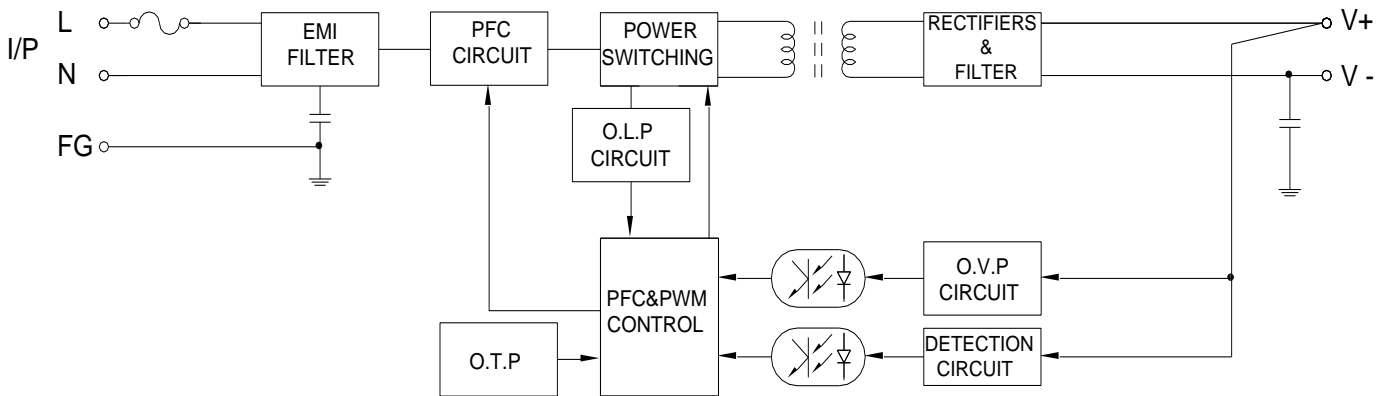 L
I/P
N
FG
EMI
FILTER
PFC
CIRCUIT
POWER
SWITCHING
RECTIFIERS
&
FILTER
V+
V -
O.L.P
CIRCUIT
PFC&PWM
CONTROL
O.T.P
O.V.P
CIRCUIT
DETECTION
CIRCUIT